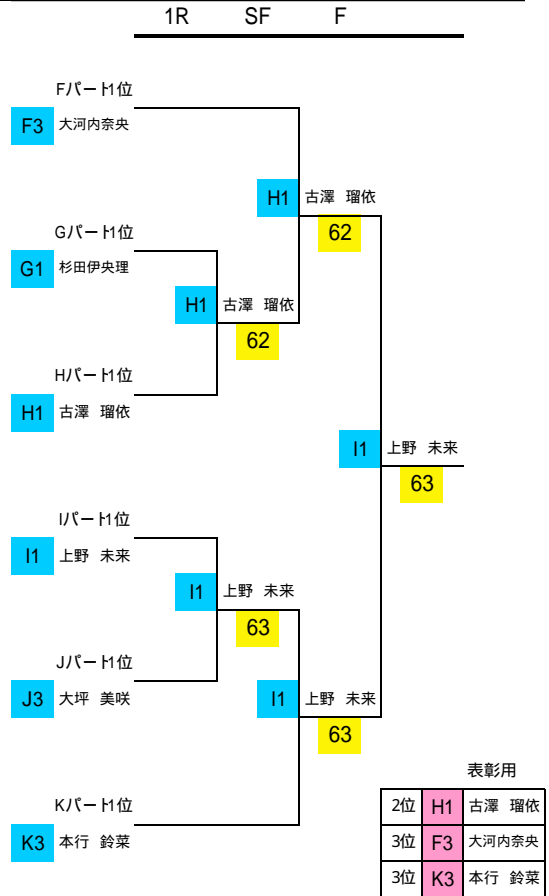 1R SF F
Fパート1位
F3 大河内奈央
H1 古澤 瑠依
62
Gパート1位
G1 杉田伊央理
H1 古澤 瑠依
62
Hパート1位
H1 古澤 瑠依
I1 上野 未来
63
Iパート1位
I1 上野 未来
I1 上野 未来
63
Jパート1位
J3 大坪 美咲
I1 上野 未来
63
表彰用
Kパート1位
K3 本行 鈴菜
2位 H1 古澤 瑠依
3位 F3 大河内奈央
3位 K3 本行 鈴菜